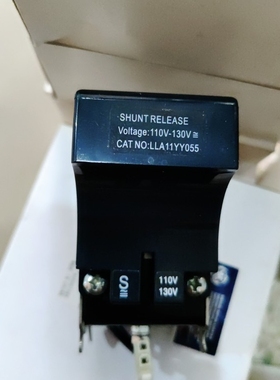 SHUNT RELEASE
Voltage:110V-130V≅
CAT NO:LLA11YY055
S
110V
130V